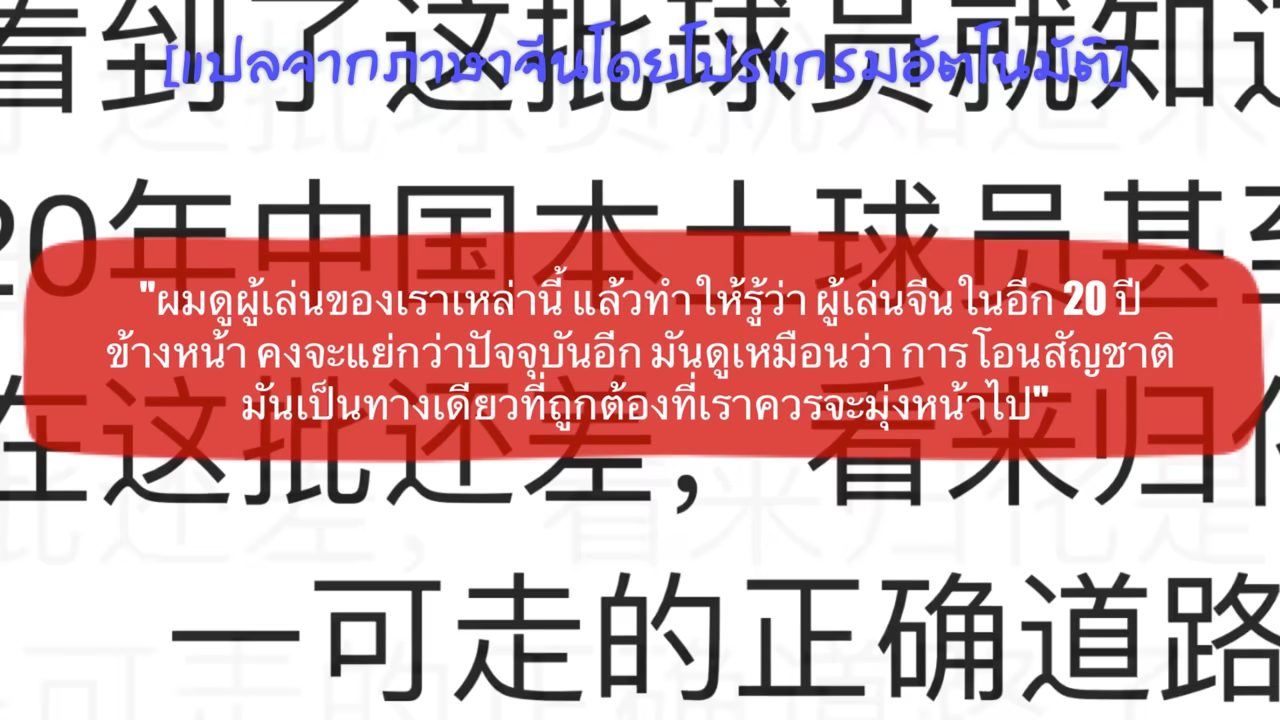 看到了这批球员就知道
[แปลจากภาษาจีนโดยโปรแกรมอัตโนมัติ]
20年中国本土球员甚至
"ผมดูผู้เล่นของเราเหล่านี้ แล้วทำให้รู้ว่า ผู้เล่นจีน ในอีก 20 ปี
ข้างหน้า คงจะแย่กว่าปัจจุบันอีก มันดูเหมือนว่า การโอนสัญชาติ
มันเป็นทางเดียวที่ถูกต้องที่เราควรจะมุ่งหน้าไป"
在这批还差，看来归
一可走的正确道路